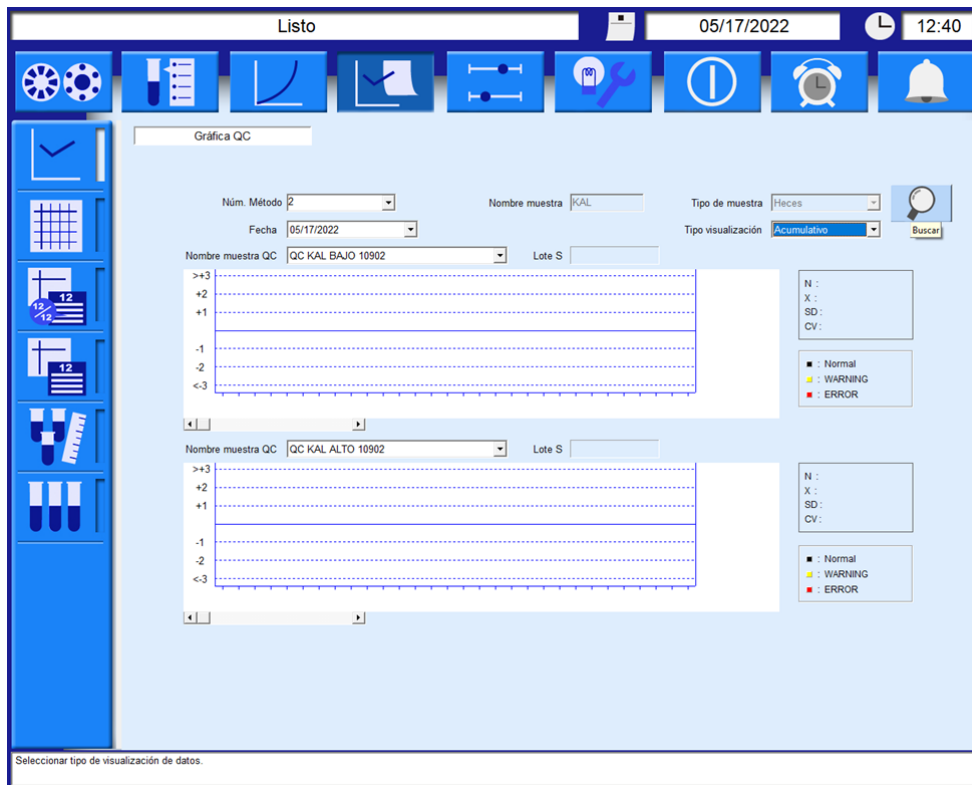 Listo 05/17/2022 12:40
12
12/12
12
Gráfica QC
Núm. Método 2 Nombre muestra KAL Tipo de muestra Heces
Fecha 05/17/2022 Tipo visualización Acumulativo Buscar
Nombre muestra QC QC KAL BAJO 10902 Lote S
>+3
+2
+1
-1
-2
<-3
N :
X :
SD :
CV :
: Normal
: WARNING
: ERROR
Nombre muestra QC QC KAL ALTO 10902 Lote S
>+3
+2
+1
-1
-2
<-3
N :
X :
SD :
CV :
: Normal
: WARNING
: ERROR
Seleccionar tipo de visualización de datos.